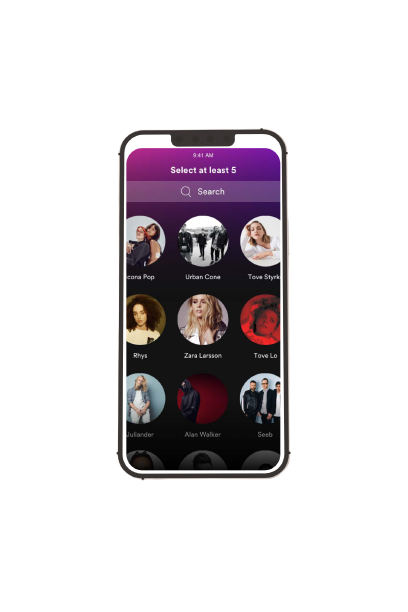 9:41 AM
Select at least 5
Search
cona Pop
Urban Cone
Tove Styrk
Rhys
Zara Larsson
Tove Lo
Juliander
Alan Walker
Seeb